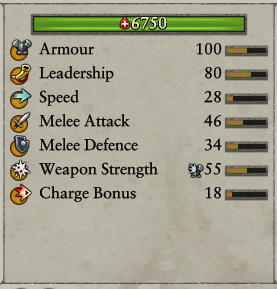 6750
Armour 100
Leadership 80
Speed 28
Melee Attack 46
Melee Defence 34
Weapon Strength 55
Charge Bonus 18